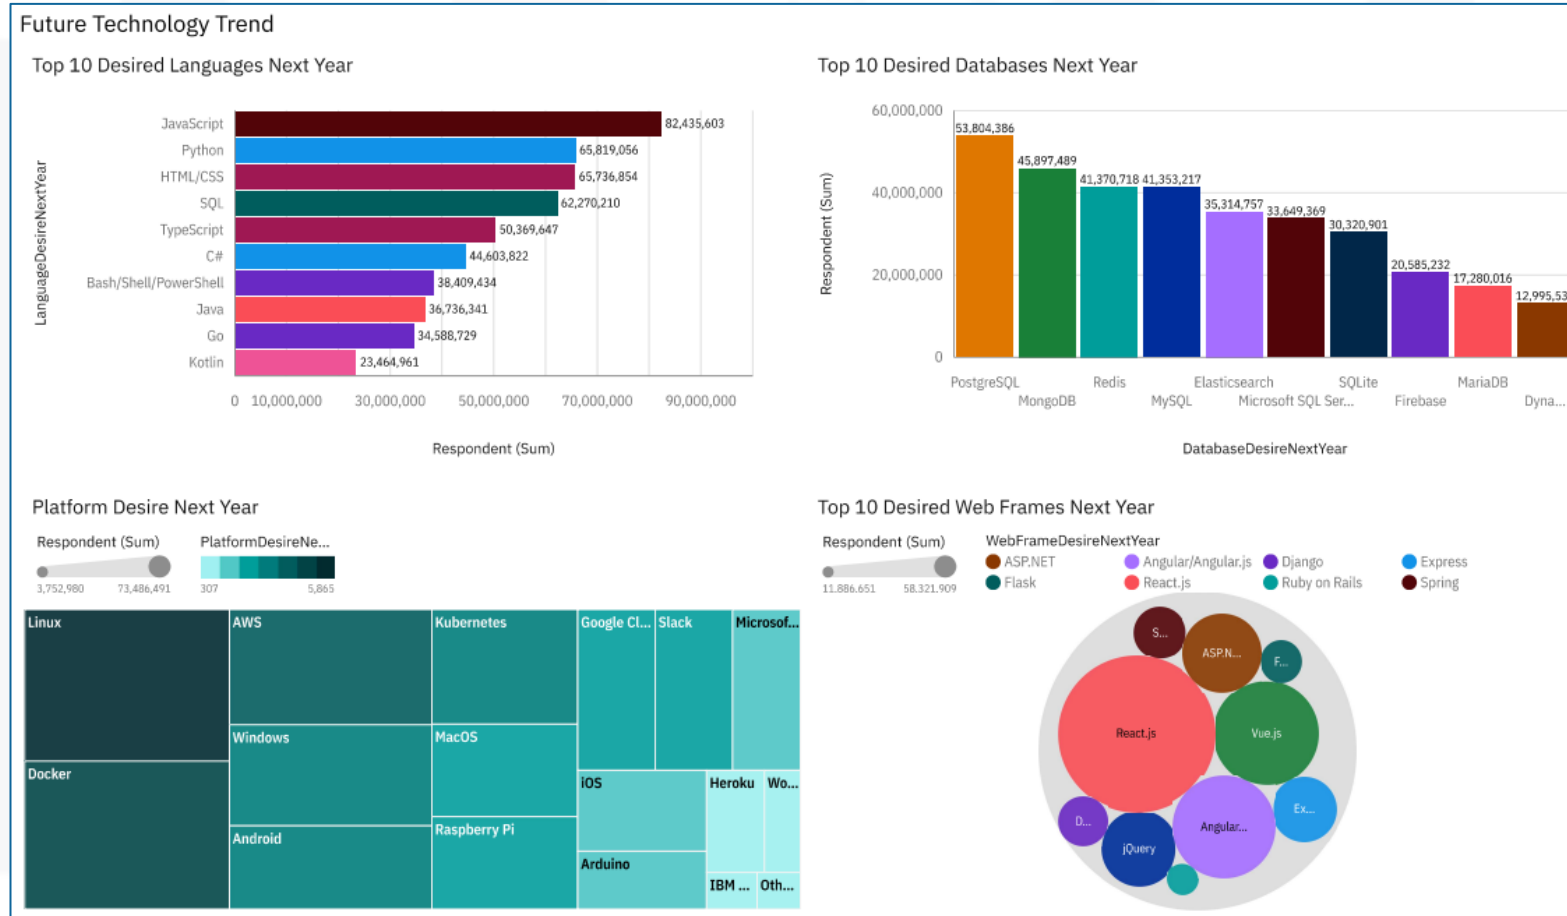 Future Technology Trend
Top 10 Desired Languages Next Year
LanguageDesireNextYear
JavaScript 82,435,603
Python 65,819,056
HTML/CSS 65,736,854
SQL 62,270,210
TypeScript 50,369,647
C# 44,603,822
Bash/Shell/PowerShell 38,409,434
Java 36,736,341
Go 34,588,729
Kotlin 23,464,961
0 10,000,000 30,000,000 50,000,000 70,000,000 90,000,000
Respondent (Sum)
Top 10 Desired Databases Next Year
Respondent (Sum)
60,000,000
40,000,000
20,000,000
0
53,804,386
45,897,489
41,370,718 41,353,217
35,314,757
33,649,369
30,320,901
20,585,232
17,280,016
12,995,53
PostgreSQL Redis Elasticsearch SQLite MariaDB
MongoDB MySQL Microsoft SQL Ser... Firebase Dyna...
DatabaseDesireNextYear
Platform Desire Next Year
Respondent (Sum)
3,752,980 73,486,491
PlatformDesireNe...
307 5,865
Linux
AWS
Kubernetes
Google Cl...
Slack
Microsof...
Windows
MacOS
Docker
iOS
Heroku
Wo...
Android
Raspberry Pi
Arduino
IBM ...
Oth...
Top 10 Desired Web Frames Next Year
Respondent (Sum)
11,886,651 58,321,909
WebFrameDesireNextYear
ASP.NET Angular/Angular.js Django Express
Flask React.js Ruby on Rails Spring
S...
ASP.N...
F...
React.js
Vue.js
D...
jQuery
Angular...
Ex...